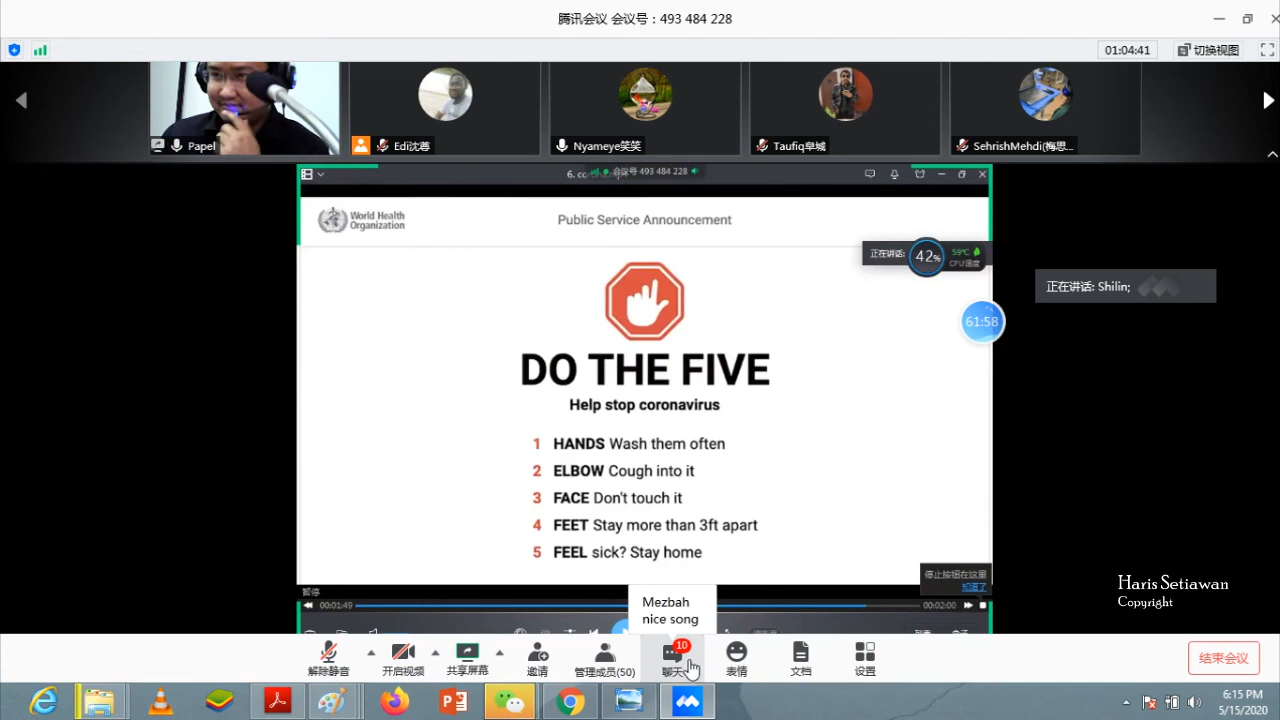 腾讯会议 会议号：493 484 228
01:04:41
切换视图
Papel
Edi沈尊
Nyameye笑笑
Taufiq阜城
SehrishMehdi(梅思...
会议号 493 484 228
World Health
Organization
Public Service Announcement
正在讲话:
42%
59℃
CPU温度
正在讲话: Shilin;
61:58
DO THE FIVE
Help stop coronavirus
1 HANDS Wash them often
2 ELBOW Cough into it
3 FACE Don't touch it
4 FEET Stay more than 3ft apart
5 FEEL sick? Stay home
停止按钮在这里
知道了
Haris Setiawan
Copyright
暂停
00:01:49
00:02:00
Mezbah
nice song
10
解除静音
开启视频
共享屏幕
邀请
管理成员(50)
聊天
表情
文档
设置
结束会议
6:15 PM
5/15/2020